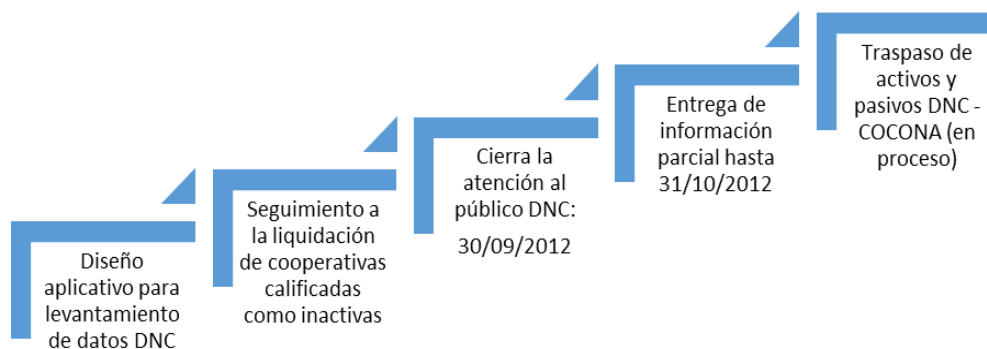 Diseño
aplicativo para
levantamiento
de datos DNC
Seguimiento a
la liquidación
de cooperativas
calificadas
como inactivas
Cierra la
atención al
público DNC:
30/09/2012
Entrega de
información
parcial hasta
31/10/2012
Traspaso de
activos y
pasivos DNC -
COCONA (en
proceso)